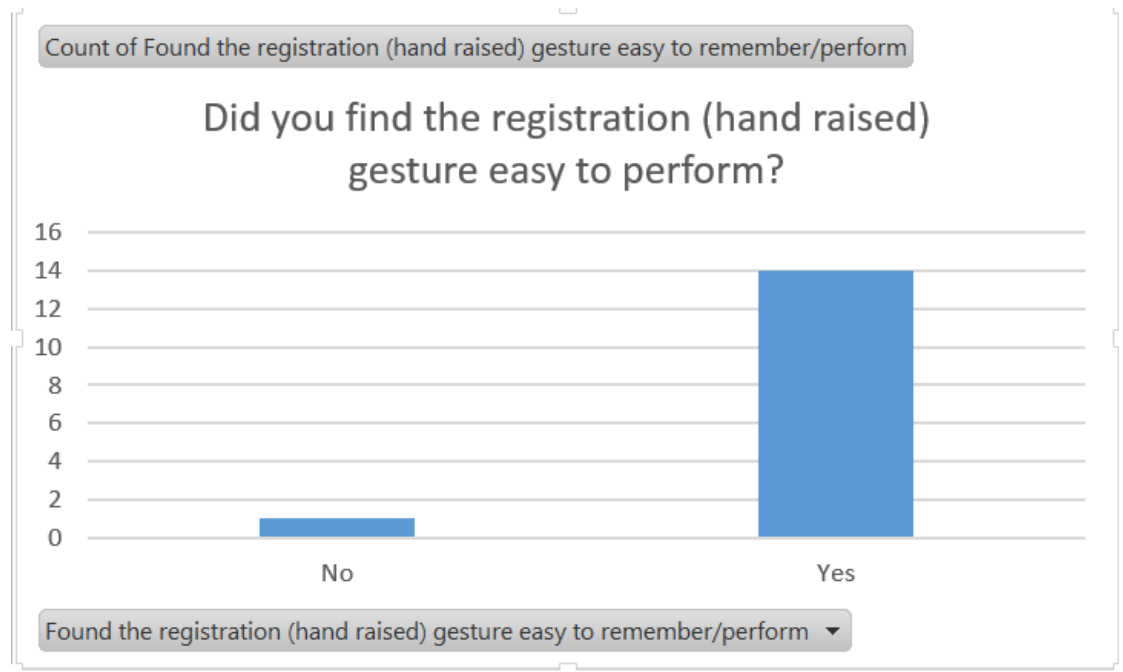 Count of Found the registration (hand raised) gesture easy to remember/perform
Did you find the registration (hand raised)
gesture easy to perform?
16
14
12
10
8
6
4
2
0
No Yes
Found the registration (hand raised) gesture easy to remember/perform